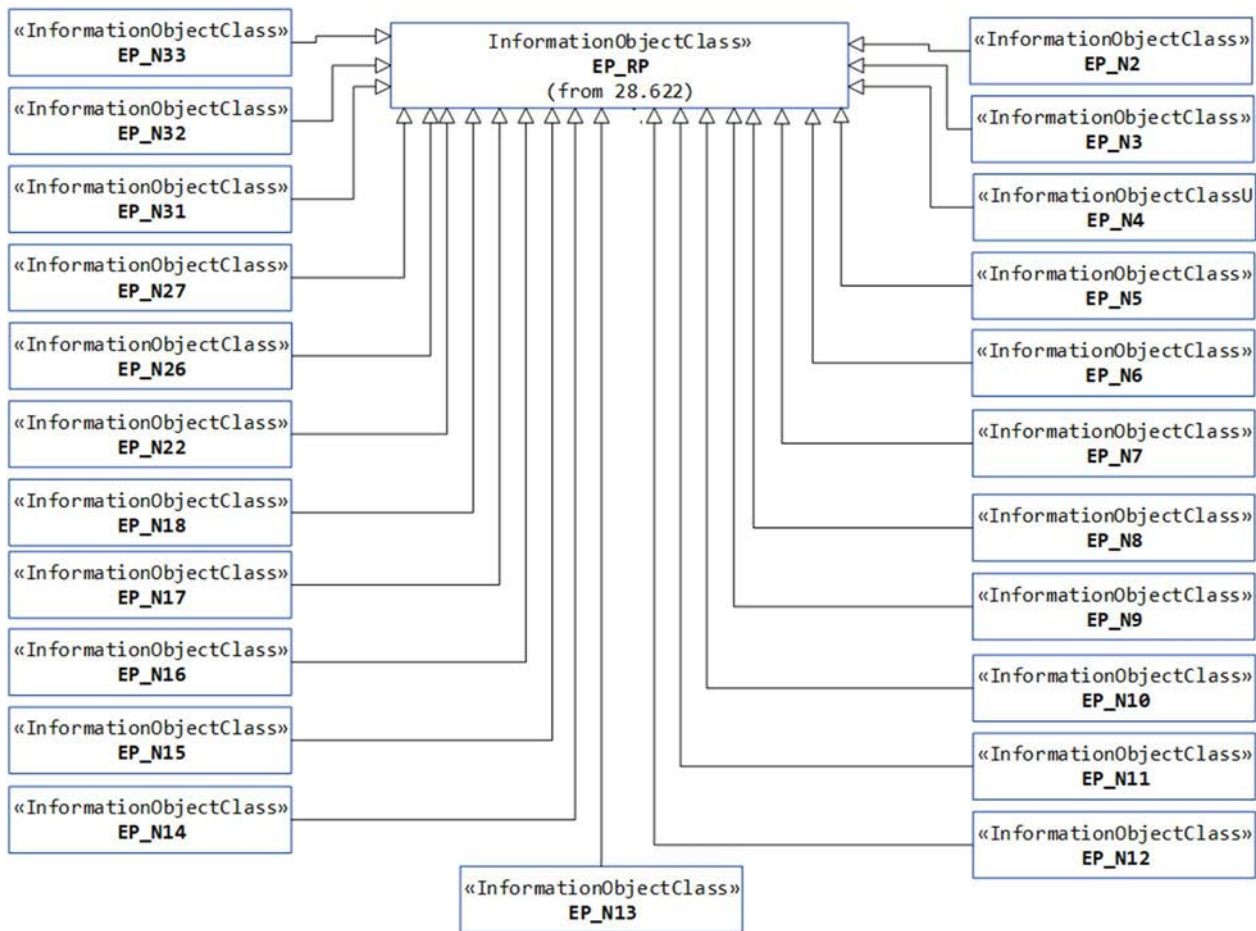 «InformationObjectClass»
EP_N33
«InformationObjectClass»
EP_N32
«InformationObjectClass»
EP_N31
«InformationObjectClass»
EP_N27
«InformationObjectClass»
EP_N26
«InformationObjectClass»
EP_N22
«InformationObjectClass»
EP_N18
«InformationObjectClass»
EP_N17
«InformationObjectClass»
EP_N16
«InformationObjectClass»
EP_N15
«InformationObjectClass»
EP_N14
InformationObjectClass»
EP_RP
(from 28.622)
«InformationObjectClass»
EP_N13
«InformationObjectClass»
EP_N2
«InformationObjectClass»
EP_N3
«InformationObjectClassU
EP_N4
«InformationObjectClass»
EP_N5
«InformationObjectClass»
EP_N6
«InformationObjectClass»
EP_N7
«InformationObjectClass»
EP_N8
«InformationObjectClass»
EP_N9
«InformationObjectClass»
EP_N10
«InformationObjectClass»
EP_N11
«InformationObjectClass»
EP_N12